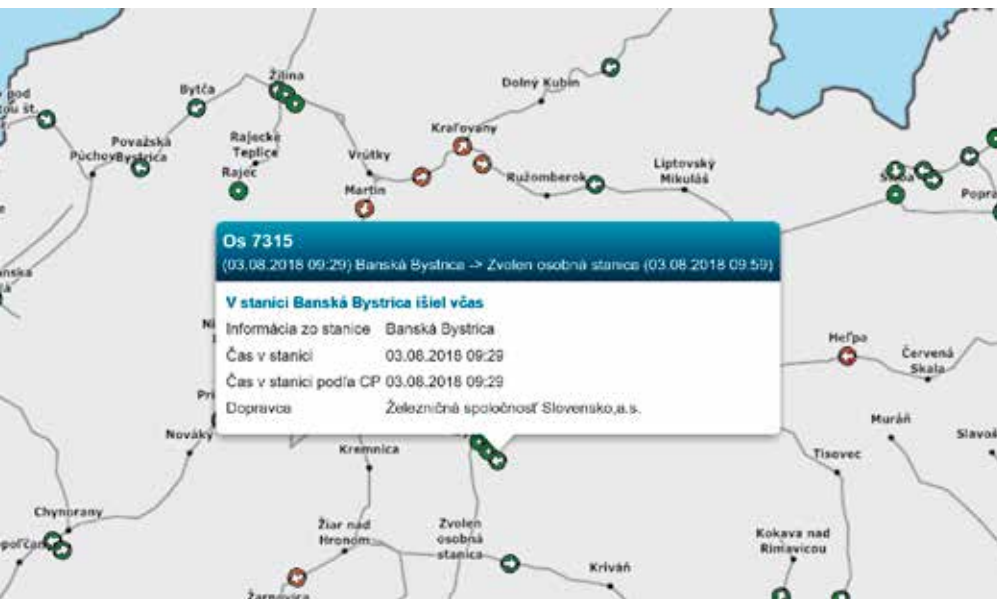 Žilina
Bytča
Dolný Kubín
pod
Považská
Bystrica
Púchov
Rajecké
Teplice
Rajec
Vrútky
Kraľovany
Martin
Ružomberok
Liptovský
Mikuláš
Os 7315
(03.08.2018 09:29) Banská Bystrica -> Zvolen osobná stanica (03.08.2018 09:59)
V stanici Banská Bystrica išiel včas
Informácia zo stanice Banská Bystrica
Čas v stanici 03.08.2018 09:29
Čas v stanici podľa CP 03.08.2018 09:29
Dopravca Železničná spoločnosť Slovensko,a.s.
Heľpa
Červená
Skala
Muráň
Nováky
Kremnica
Tisovec
Chynorany
Žiar nad
Hronom
Zvolen
osobná
stanica
Kriváň
Kokava nad
Rimavicou
Žarnovica